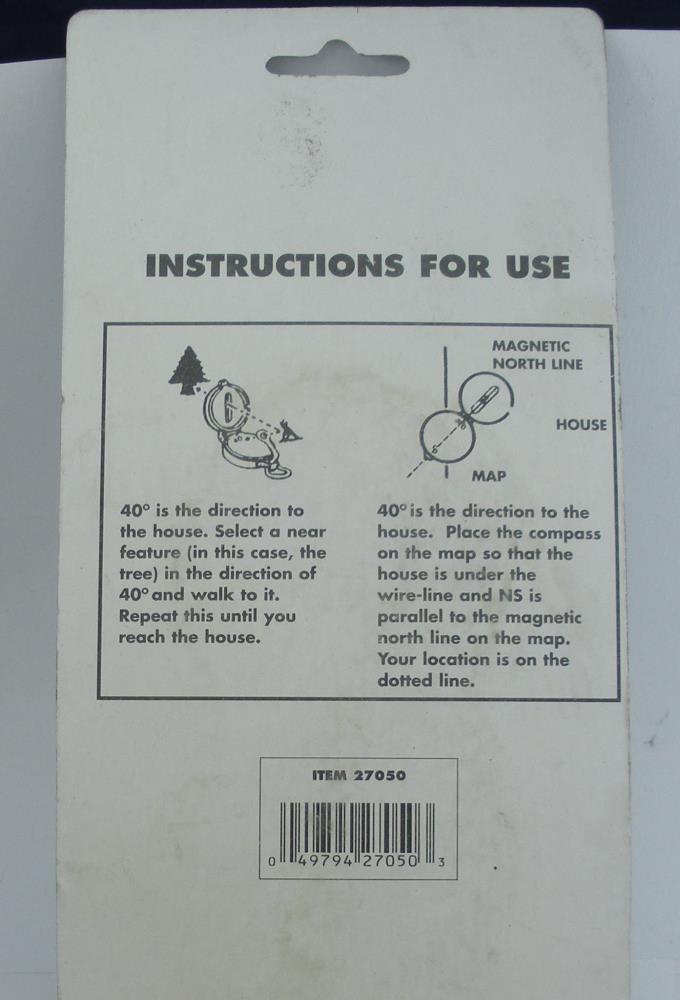 INSTRUCTIONS FOR USE
MAGNETIC
NORTH LINE
HOUSE
MAP
40° is the direction to
the house. Select a near
feature (in this case, the
tree) in the direction of
40° and walk to it.
Repeat this until you
reach the house.
40° is the direction to the
house. Place the compass
on the map so that the
house is under the
wire-line and NS is
parallel to the magnetic
north line on the map.
Your location is on the
dotted line.
ITEM 27050
0 49794 27050 3